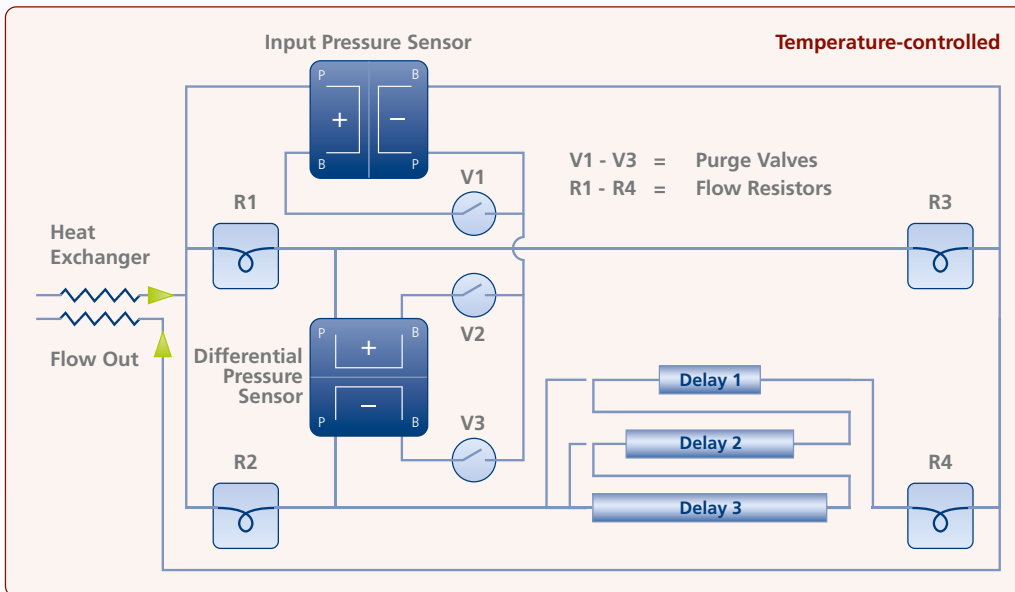 Temperature-controlled
Input Pressure Sensor
P B
+ −
B P
V1 - V3 = Purge Valves
R1 - R4 = Flow Resistors
V1
R1
R3
Heat
Exchanger
V2
Flow Out
Differential
Pressure
Sensor
P B
+
−
P B
V3
Delay 1
Delay 2
Delay 3
R2
R4